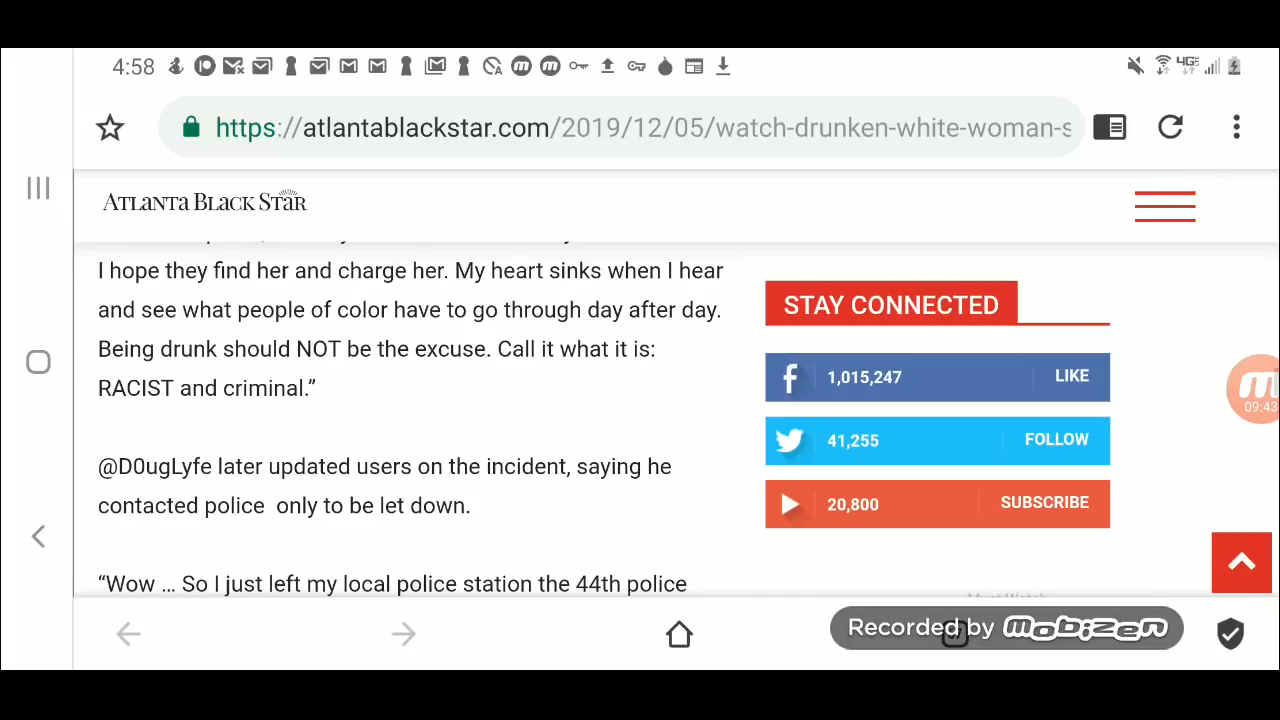 4:58
4G
https://atlantablackstar.com/2019/12/05/watch-drunken-white-woman-s
ATLANTA BLACK STAR
I hope they find her and charge her. My heart sinks when I hear
and see what people of color have to go through day after day.
Being drunk should NOT be the excuse. Call it what it is:
RACIST and criminal.”
@D0ugLyfe later updated users on the incident, saying he
contacted police only to be let down.
“Wow ... So I just left my local police station the 44th police
STAY CONNECTED
1,015,247 LIKE
41,255 FOLLOW
20,800 SUBSCRIBE
09:43
Recorded by mobizen